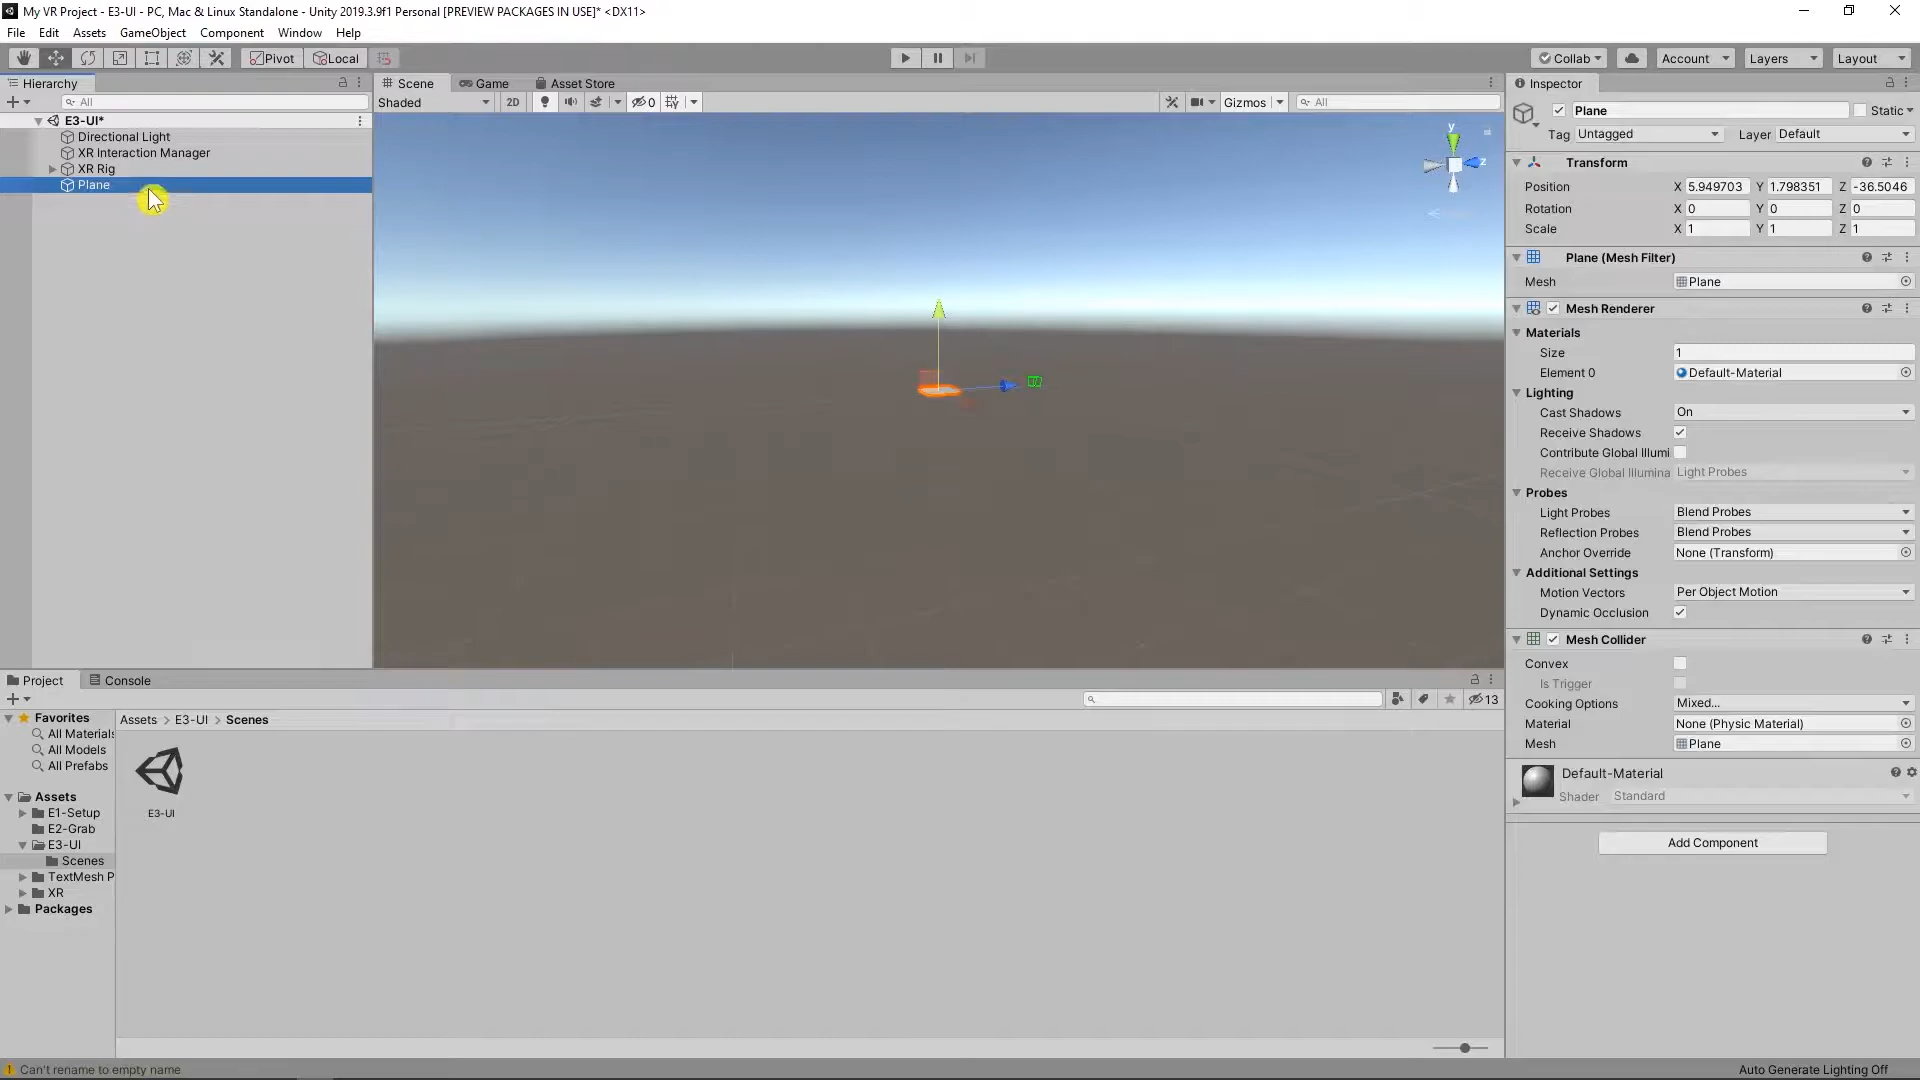 My VR Project - E3-UI - PC, Mac & Linux Standalone - Unity 2019.3.9f1 Personal [PREVIEW PACKAGES IN USE]* <DX11>
File Edit Assets GameObject Component Window Help
Pivot Local Collab Account Layers Layout
Hierarchy
All
E3-UI*
Directional Light
XR Interaction Manager
XR Rig
Plane
Scene Game Asset Store
Shaded 2D 0 Gizmos All
y
z
Inspector
Plane Static
Tag Untagged Layer Default
Transform
Position X 5.949703 Y 1.798351 Z -36.5046
Rotation X 0 Y 0 Z 0
Scale X 1 Y 1 Z 1
Plane (Mesh Filter)
Mesh Plane
Mesh Renderer
Materials
Size 1
Element 0 Default-Material
Lighting
Cast Shadows On
Receive Shadows
Contribute Global Illumi
Receive Global Illumina Light Probes
Probes
Light Probes Blend Probes
Reflection Probes Blend Probes
Anchor Override None (Transform)
Additional Settings
Motion Vectors Per Object Motion
Dynamic Occlusion
Mesh Collider
Convex
Is Trigger
Cooking Options Mixed...
Material None (Physic Material)
Mesh Plane
Default-Material
Shader Standard
Add Component
Project Console
13
Favorites
All Materials
All Models
All Prefabs
Assets
E1-Setup
E2-Grab
E3-UI
Scenes
TextMesh P
XR
Packages
Assets > E3-UI > Scenes
E3-UI
Can't rename to empty name
Auto Generate Lighting Off